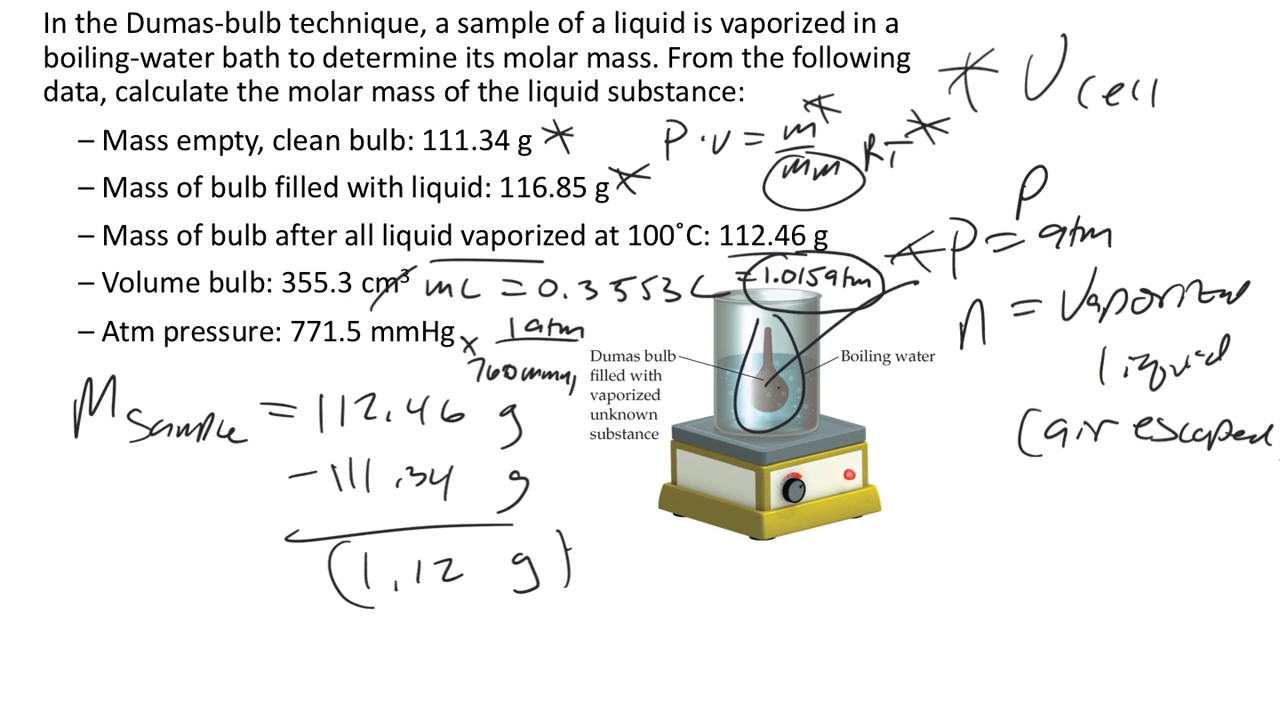 In the Dumas-bulb technique, a sample of a liquid is vaporized in a
boiling-water bath to determine its molar mass. From the following
data, calculate the molar mass of the liquid substance:
– Mass empty, clean bulb: 111.34 g *
– Mass of bulb filled with liquid: 116.85 g *
– Mass of bulb after all liquid vaporized at 100˚C: 112.46 g
– Volume bulb: 355.3 cm³ mL = 0.3553 L
– Atm pressure: 771.5 mmHg x 1 atm / 760 mmHg
= 1.0151 atm
* V cell
P·V = m* / mm RT*
P
P = atm
n = Vaporized
liquid
(air escaped
Dumas bulb
filled with
vaporized
unknown
substance
Boiling water
M sample = 112.46 g
- 111.34 g
(1.12 g)